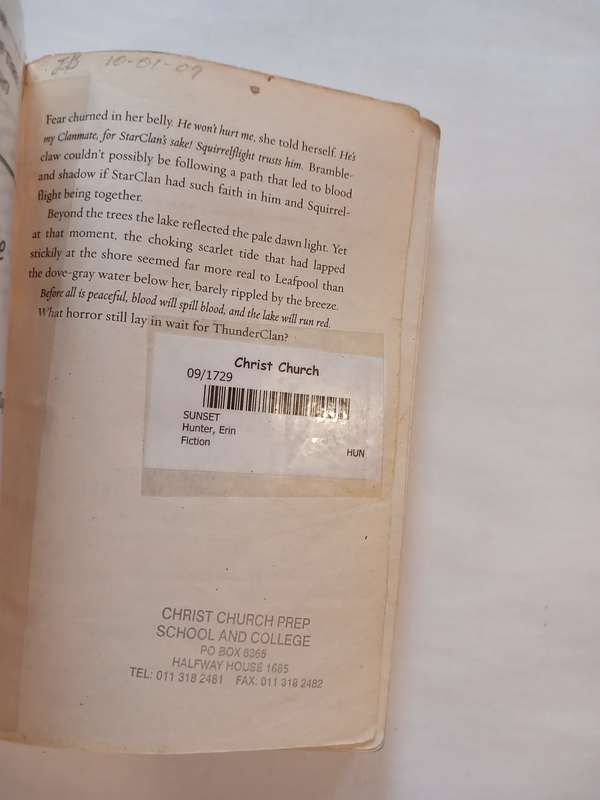 JB 10-01-09
Fear churned in her belly. He won't hurt me, she told herself. He's
my Clanmate, for StarClan's sake! Squirrelflight trusts him. Bramble-
claw couldn't possibly be following a path that led to blood
and shadow if StarClan had such faith in him and Squirrel-
flight being together.
Beyond the trees the lake reflected the pale dawn light. Yet
at that moment, the choking scarlet tide that had lapped
stickily at the shore seemed far more real to Leafpool than
the dove-gray water below her, barely rippled by the breeze.
Before all is peaceful, blood will spill blood, and the lake will run red.
What horror still lay in wait for ThunderClan?
Christ Church
09/1729
SUNSET
Hunter, Erin
Fiction
HUN
CHRIST CHURCH PREP
SCHOOL AND COLLEGE
PO BOX 8365
HALFWAY HOUSE 1685
TEL: 011 318 2481 FAX: 011 318 2482